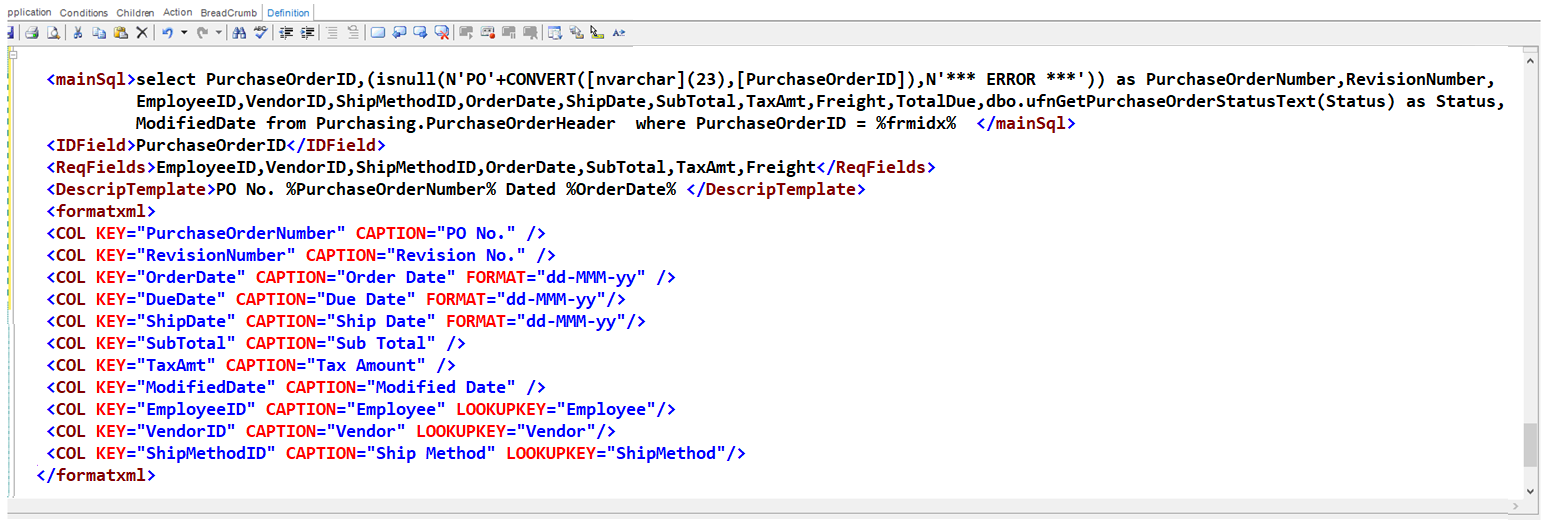 pplication Conditions Children Action BreadCrumb Definition
<mainSql>select PurchaseOrderID,(isnull(N'PO'+CONVERT([nvarchar](23),[PurchaseOrderID]),N'*** ERROR ***')) as PurchaseOrderNumber,RevisionNumber,
EmployeeID,VendorID,ShipMethodID,OrderDate,ShipDate,SubTotal,TaxAmt,Freight,TotalDue,dbo.ufnGetPurchaseOrderStatusText(Status) as Status,
ModifiedDate from Purchasing.PurchaseOrderHeader  where PurchaseOrderID = %frmidx%  </mainSql>
<IDField>PurchaseOrderID</IDField>
<ReqFields>EmployeeID,VendorID,ShipMethodID,OrderDate,SubTotal,TaxAmt,Freight</ReqFields>
<DescripTemplate>PO No. %PurchaseOrderNumber% Dated %OrderDate% </DescripTemplate>
<formatxml>
<COL KEY="PurchaseOrderNumber" CAPTION="PO No." />
<COL KEY="RevisionNumber" CAPTION="Revision No." />
<COL KEY="OrderDate" CAPTION="Order Date" FORMAT="dd-MMM-yy" />
<COL KEY="DueDate" CAPTION="Due Date" FORMAT="dd-MMM-yy"/>
<COL KEY="ShipDate" CAPTION="Ship Date" FORMAT="dd-MMM-yy"/>
<COL KEY="SubTotal" CAPTION="Sub Total" />
<COL KEY="TaxAmt" CAPTION="Tax Amount" />
<COL KEY="ModifiedDate" CAPTION="Modified Date" />
<COL KEY="EmployeeID" CAPTION="Employee" LOOKUPKEY="Employee"/>
<COL KEY="VendorID" CAPTION="Vendor" LOOKUPKEY="Vendor"/>
<COL KEY="ShipMethodID" CAPTION="Ship Method" LOOKUPKEY="ShipMethod"/>
</formatxml>